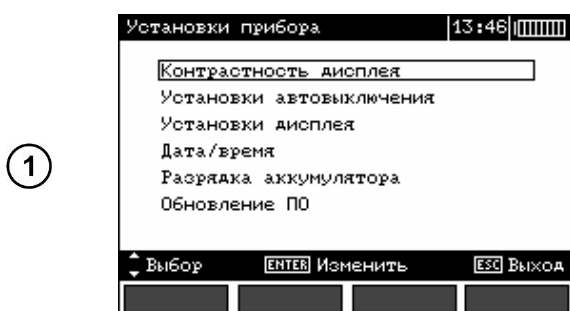 Установки прибора 13:46
Контрастность дисплея
Установки автовыключения
Установки дисплея
Дата/время
Разрядка аккумулятора
Обновление ПО
Выбор ENTER Изменить ESC Выход
1